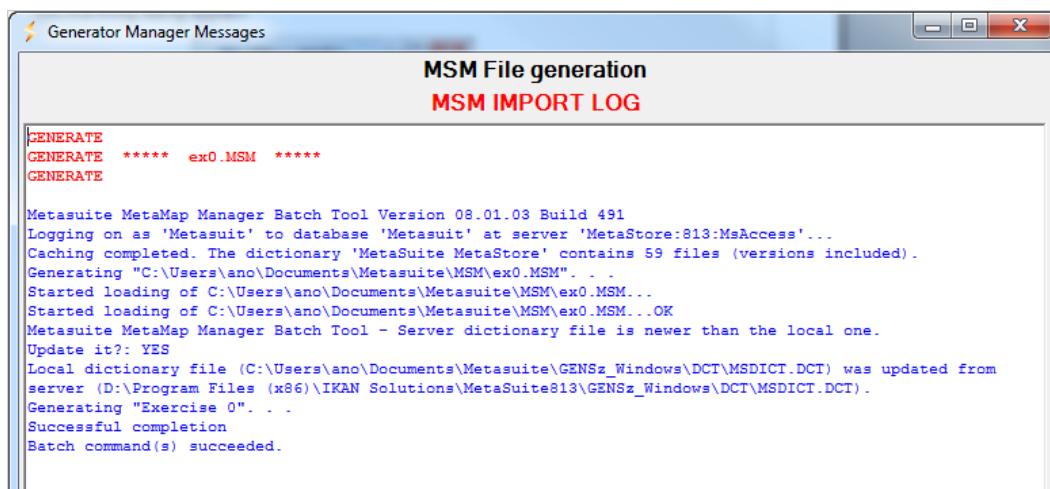 Generator Manager Messages
MSM File generation
MSM IMPORT LOG
GENERATE
GENERATE ***** ex0.MSM *****
GENERATE
Metasuite MetaMap Manager Batch Tool Version 08.01.03 Build 491
Logging on as 'Metasuit' to database 'Metasuit' at server 'MetaStore:813:MsAccess'...
Caching completed. The dictionary 'MetaSuite MetaStore' contains 59 files (versions included).
Generating "C:\Users\ano\Documents\Metasuite\MSM\ex0.MSM". . .
Started loading of C:\Users\ano\Documents\Metasuite\MSM\ex0.MSM...
Started loading of C:\Users\ano\Documents\Metasuite\MSM\ex0.MSM...OK
Metasuite MetaMap Manager Batch Tool - Server dictionary file is newer than the local one.
Update it?: YES
Local dictionary file (C:\Users\ano\Documents\Metasuite\GENSz_Windows\DCT\MSDICT.DCT) was updated from
server (D:\Program Files (x86)\IKAN Solutions\MetaSuite813\GENSz_Windows\DCT\MSDICT.DCT).
Generating "Exercise 0". . .
Successful completion
Batch command(s) succeeded.